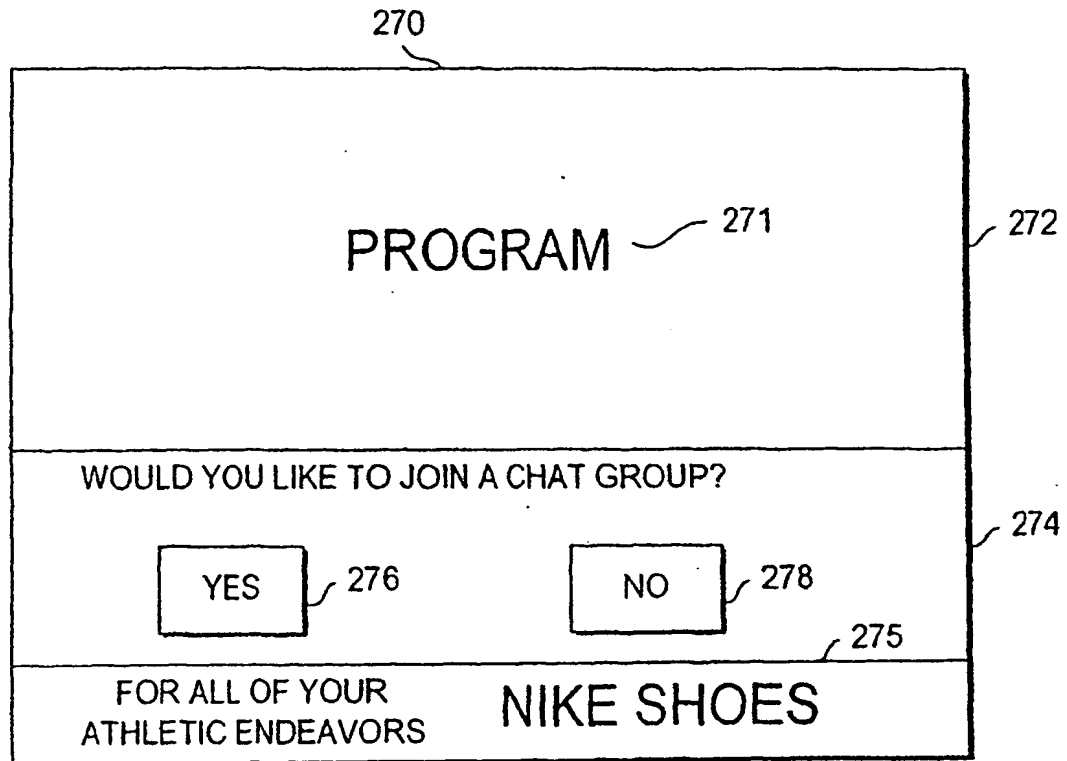 270
PROGRAM 271
272
WOULD YOU LIKE TO JOIN A CHAT GROUP?
274
YES 276 NO 278
275
FOR ALL OF YOUR
ATHLETIC ENDEAVORS
NIKE SHOES